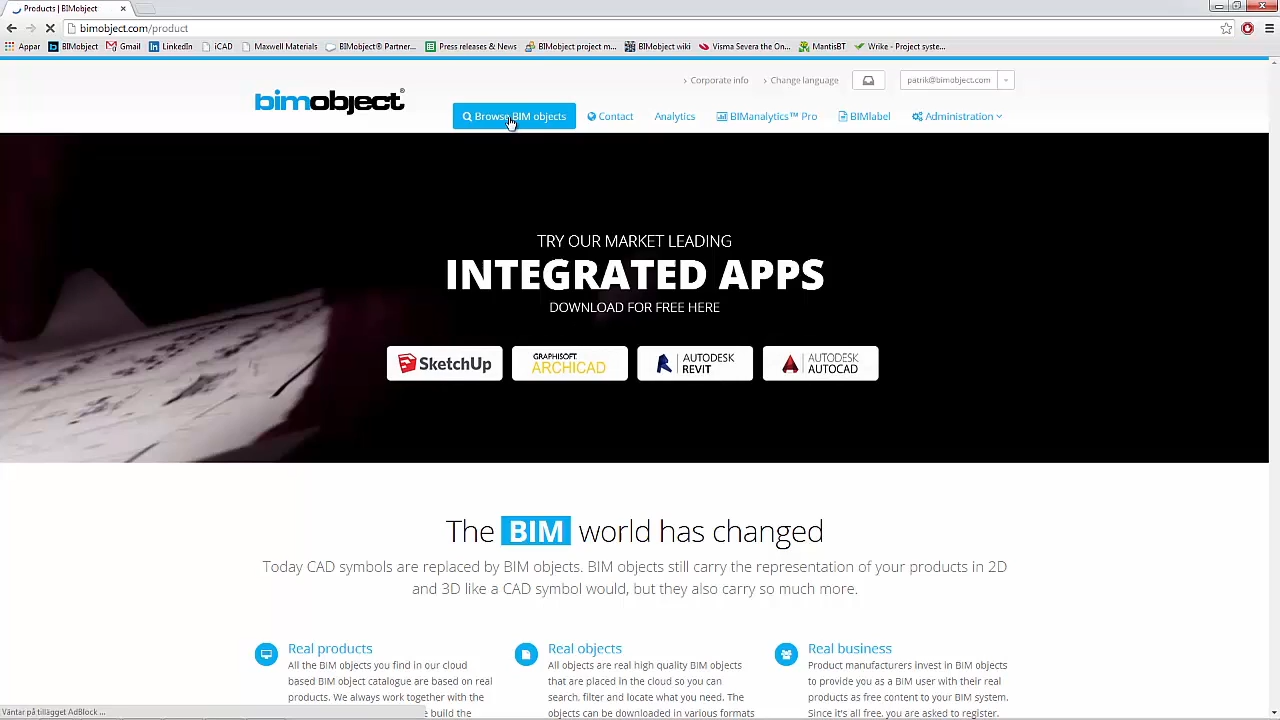 Products | BIMobject
bimobject.com/product
Appar BIMobject Gmail LinkedIn iCAD Maxwell Materials BIMobject® Partner... Press releases & News BIMobject project m... BIMobject wiki Visma Severa the On... MantisBT Wrike - Project syste...
Corporate info Change language patrik@bimobject.com
bimobject®
Browse BIM objects Contact Analytics BIManalytics™ Pro BIMlabel Administration
TRY OUR MARKET LEADING
INTEGRATED APPS
DOWNLOAD FOR FREE HERE
SketchUp GRAPHISOFT ARCHICAD AUTODESK REVIT AUTODESK AUTOCAD
The BIM world has changed
Today CAD symbols are replaced by BIM objects. BIM objects still carry the representation of your products in 2D
and 3D like a CAD symbol would, but they also carry so much more.
Real products
All the BIM objects you find in our cloud
based BIM object catalogue are based on real
products. We always work together with the
e build the
Real objects
All objects are real high quality BIM objects
that are placed in the cloud so you can
search, filter and locate what you need. The
objects can be downloaded in various formats
Real business
Product manufacturers invest in BIM objects
to provide you as a BIM user with their real
products as free content to your BIM system.
Since it's all free, you are asked to register.
Väntar på tillägget AdBlock ...